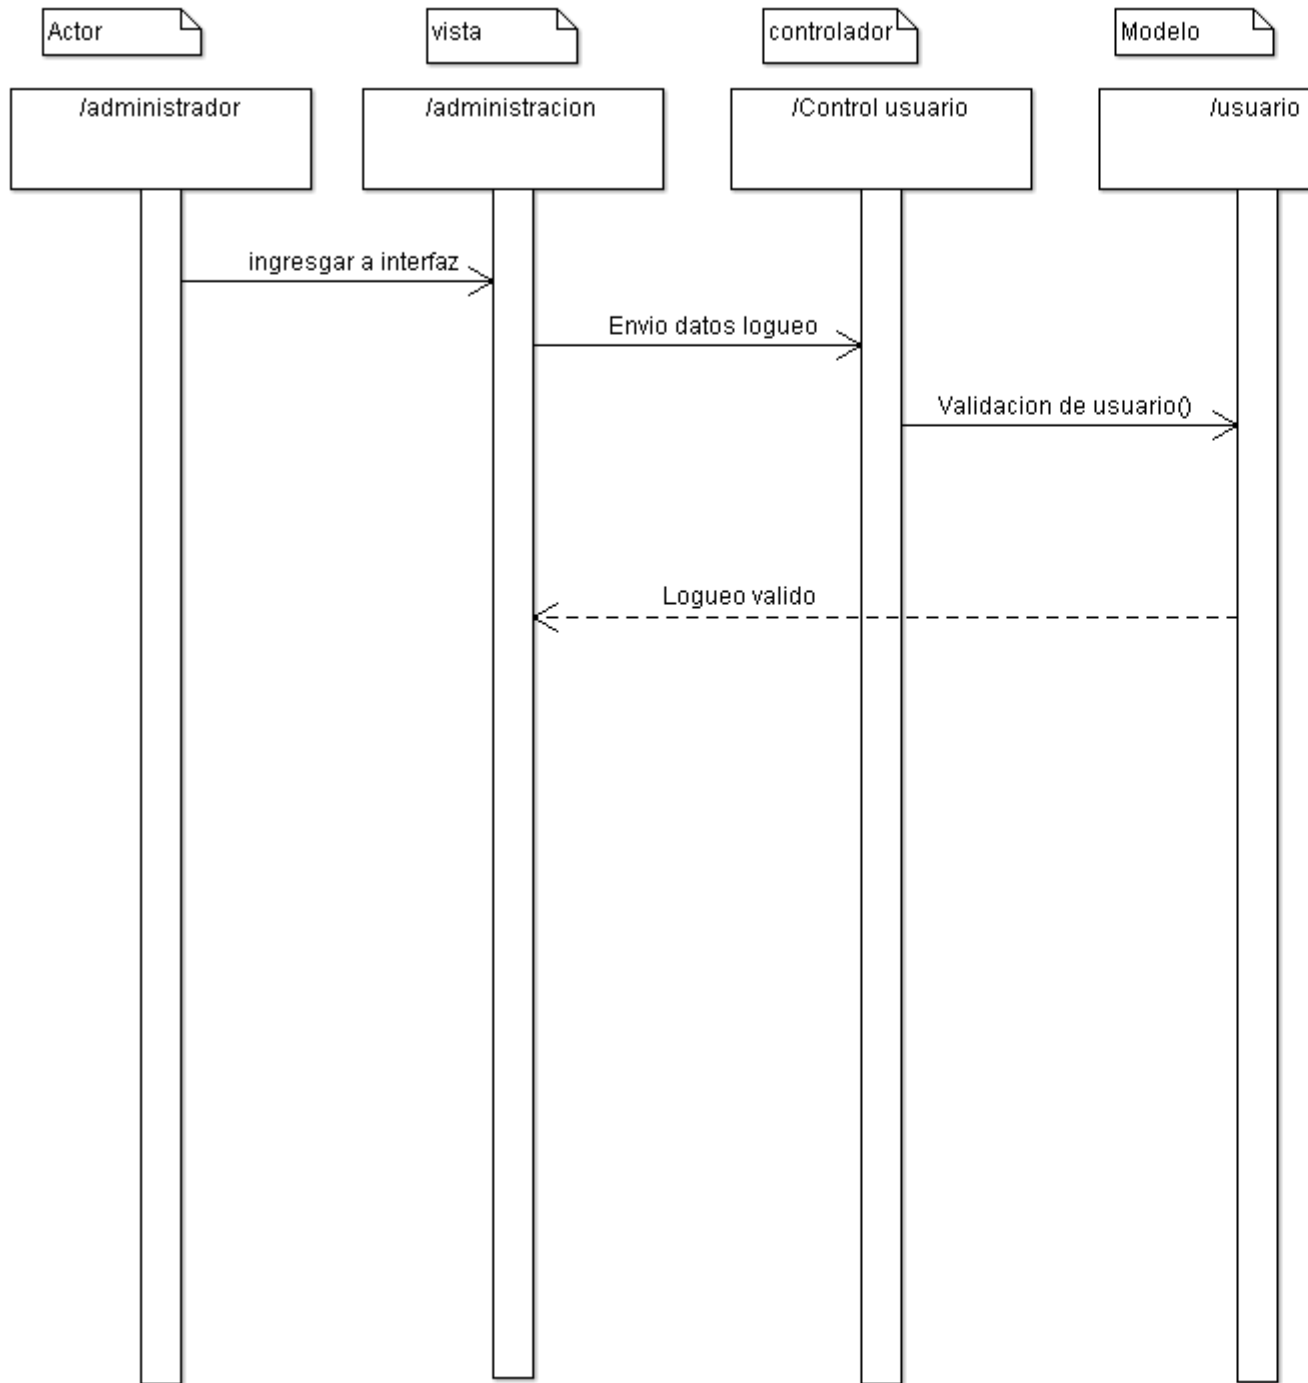 Actor
vista
controlador
Modelo
/administrador
/administracion
/Control usuario
/usuario
ingresgar a interfaz
Envio datos logueo
Validacion de usuario()
Logueo valido